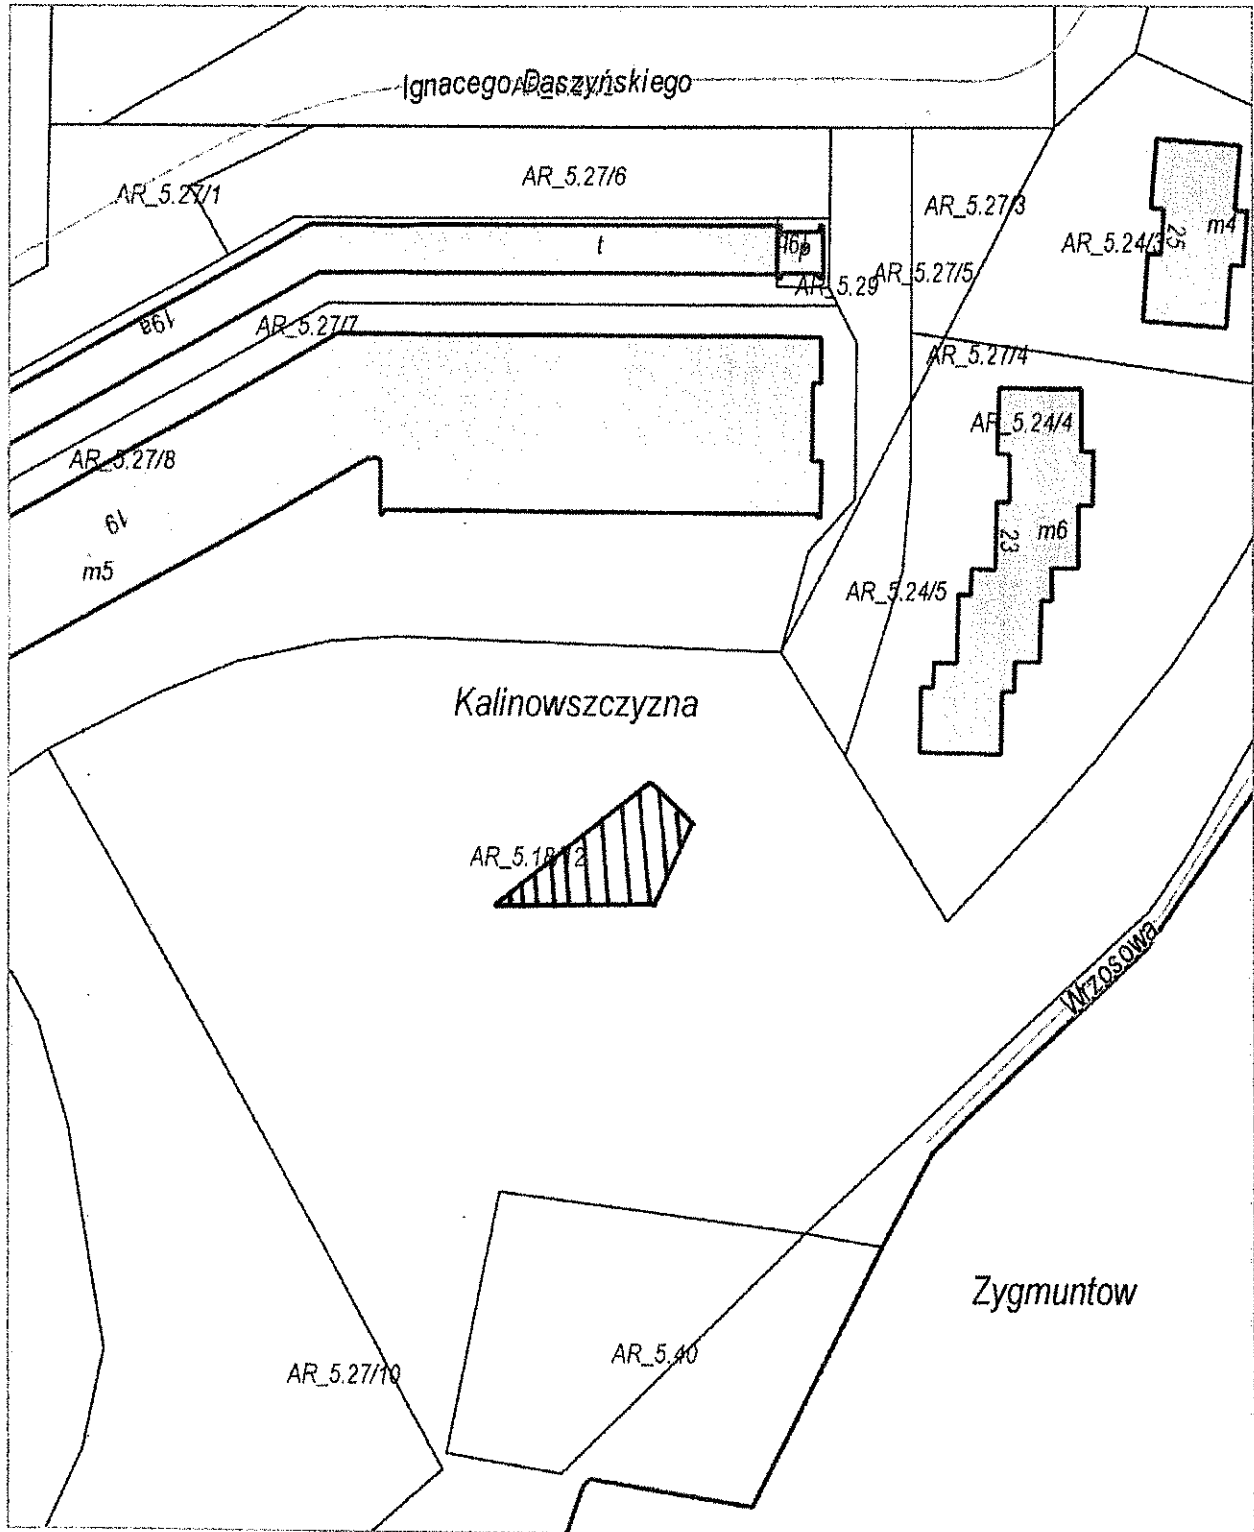 Ignacego Daszyńskiego
AR_5.27/1
AR_5.27/6
AR_5.27/3
m4
25
AR_5.24/3
t
AR_5.27/5
AR_5.29
19a
AR_5.27/7
AR_5.27/4
AR_5.24/4
AR_5.27/8
19
23
m6
m5
AR_5.24/5
Kalinowszczyzna
Wrzosowa
Zygmuntow
AR_5.40
AR_5.27/10